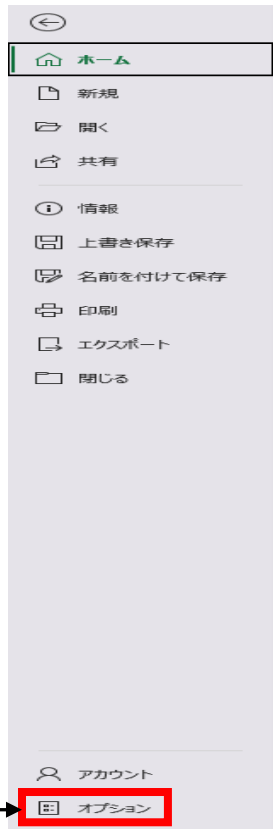 ホーム
新規
開く
共有
情報
上書き保存
名前を付けて保存
印刷
エクスポート
閉じる
アカウント
オプション